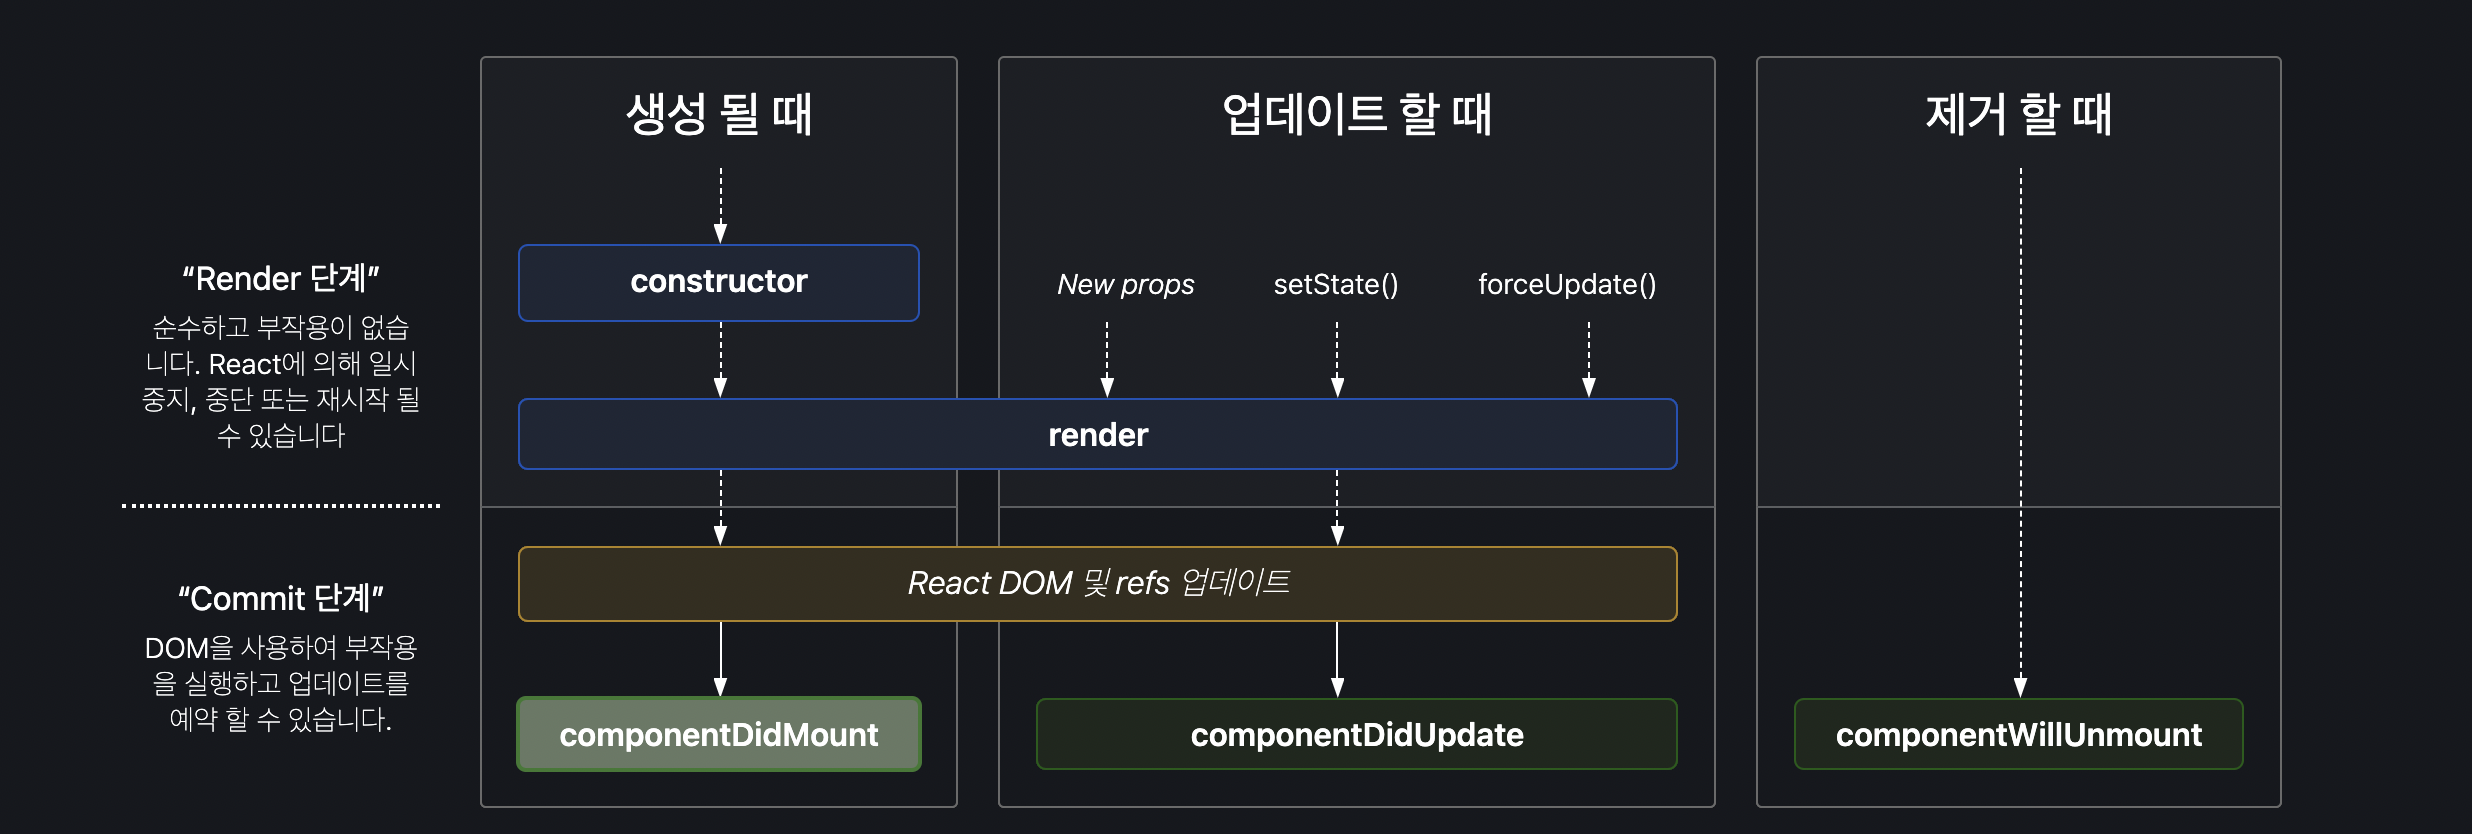 생성 될 때
업데이트 할 때
제거 할 때
“Render 단계”
순수하고 부작용이 없습
니다. React에 의해 일시
중지, 중단 또는 재시작 될
수 있습니다
constructor
New props
setState()
forceUpdate()
render
“Commit 단계”
DOM을 사용하여 부작용
을 실행하고 업데이트를
예약 할 수 있습니다.
React DOM 및 refs 업데이트
componentDidMount
componentDidUpdate
componentWillUnmount